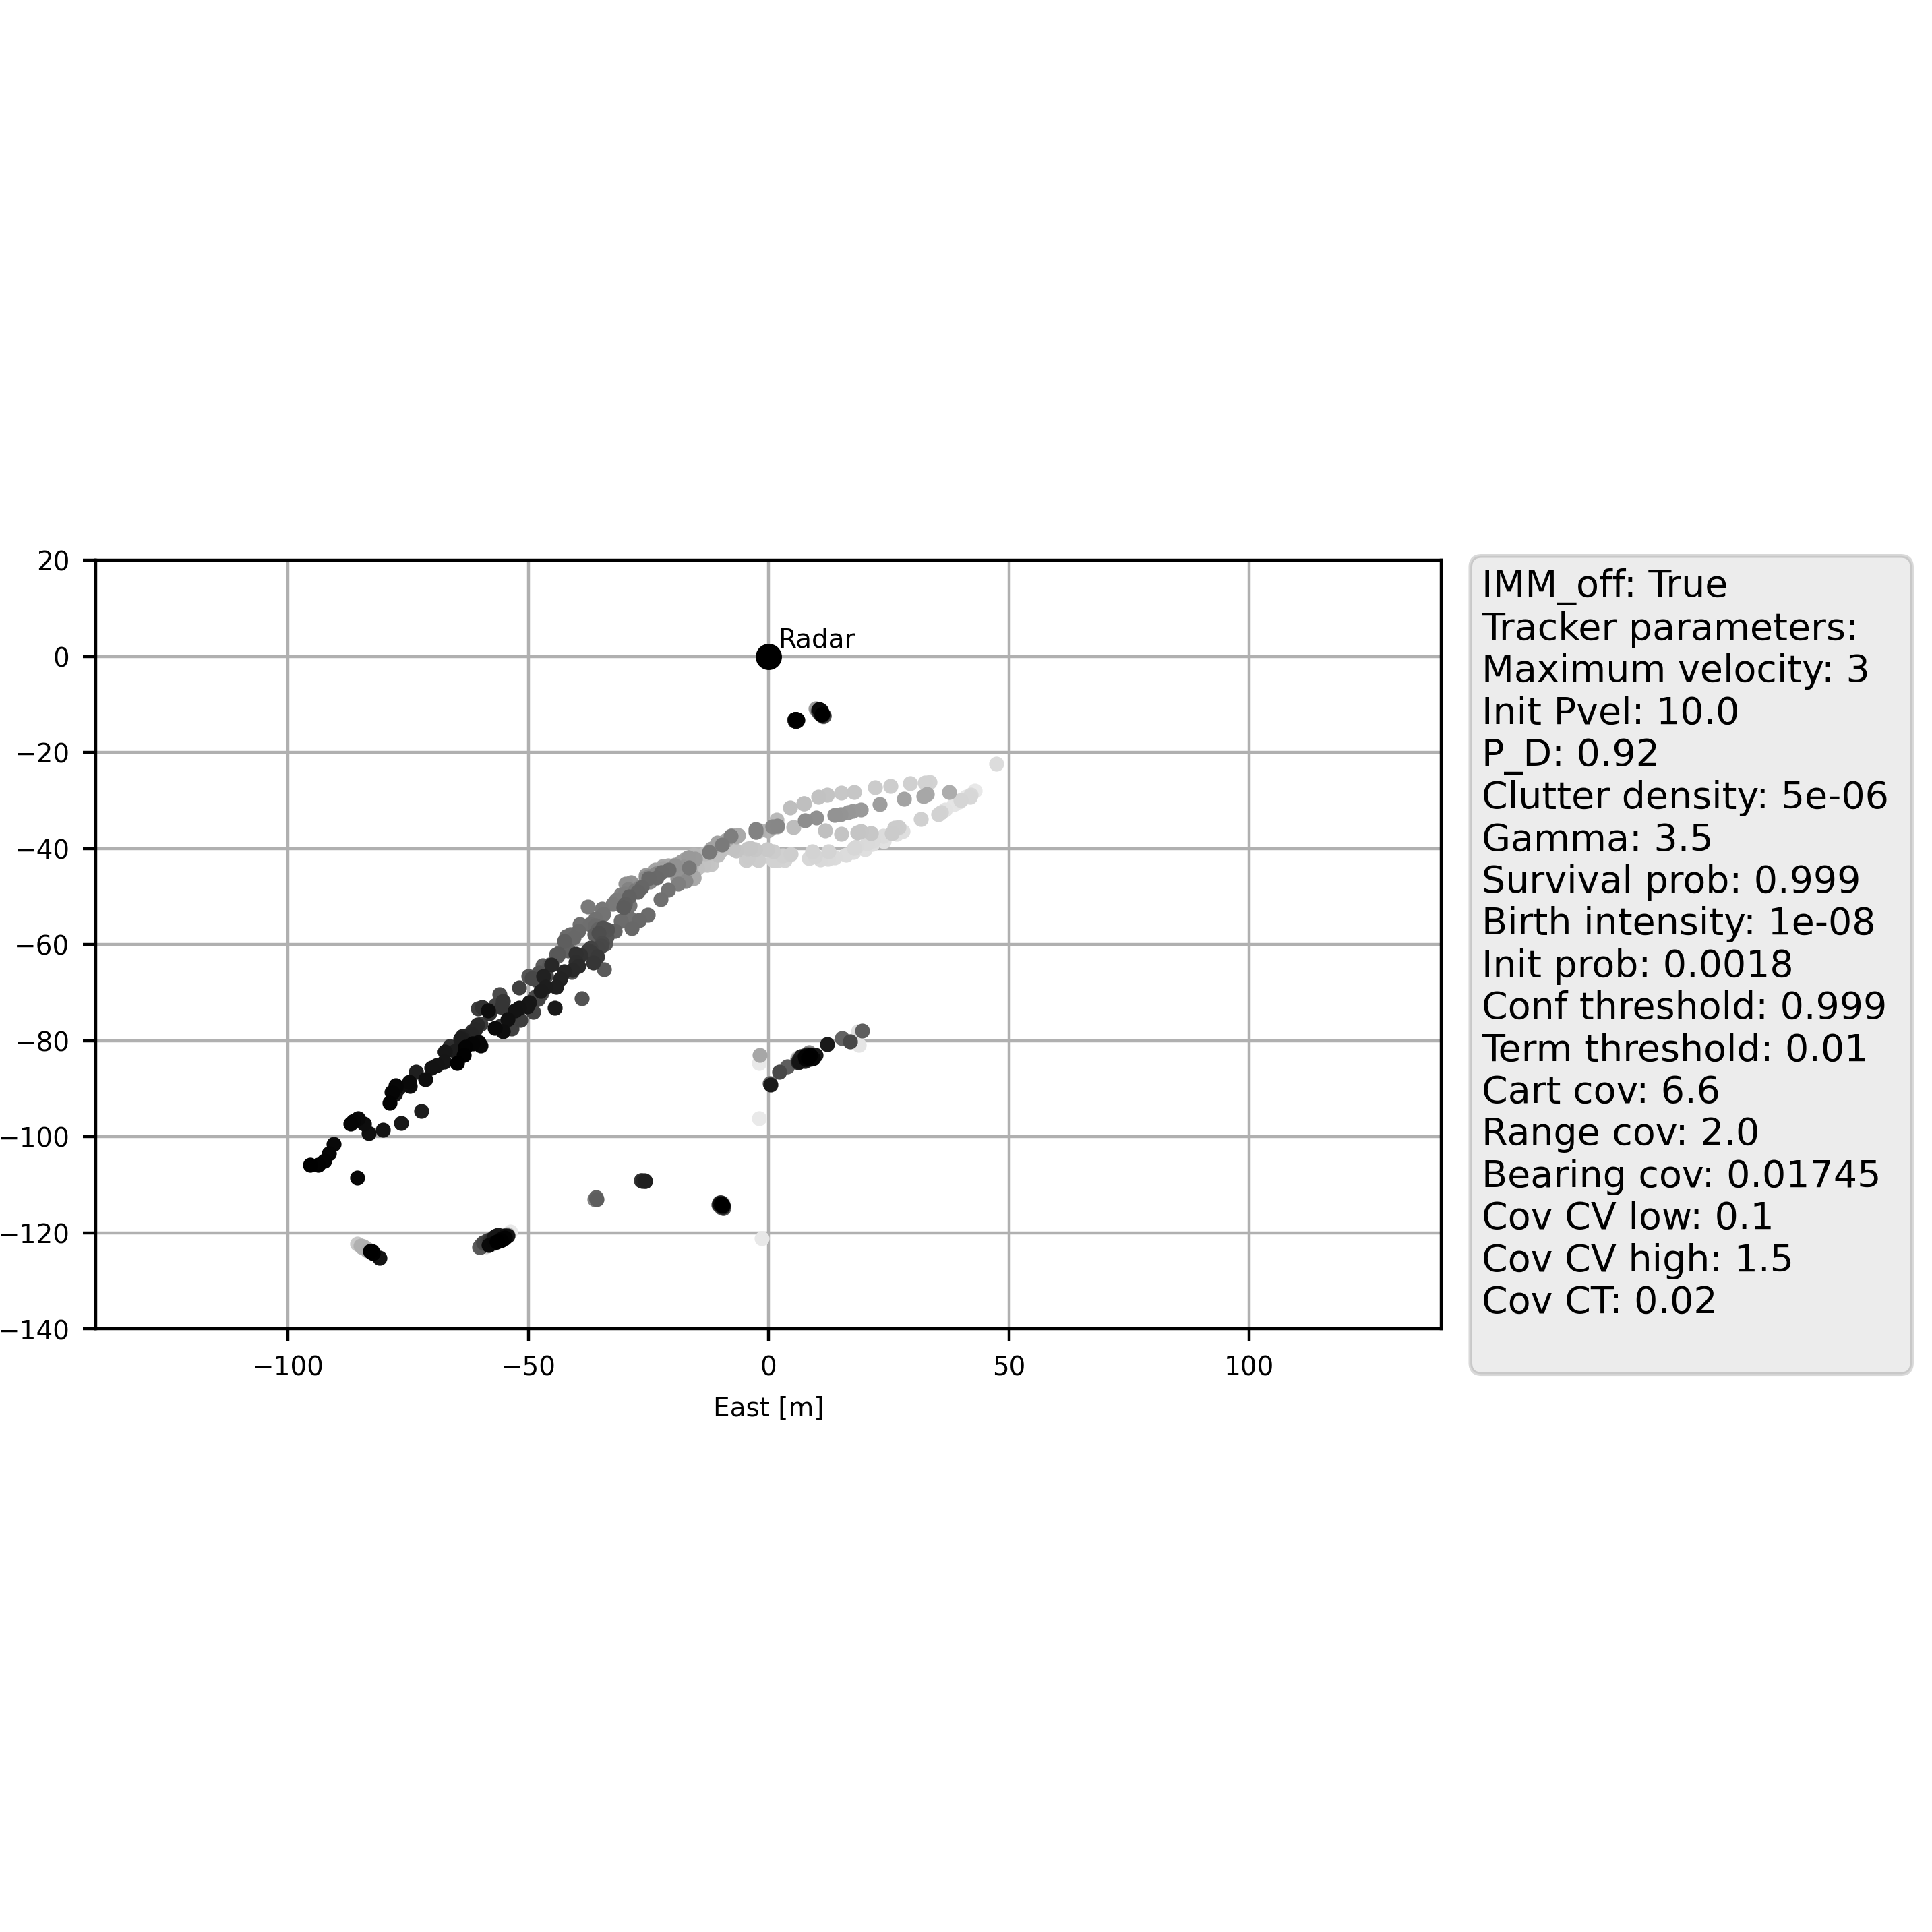 20
0
−20
−40
−60
−80
−100
−120
−140
Radar
−100
−50
0
50
100
East [m]
IMM_off: True
Tracker parameters:
Maximum velocity: 3
Init Pvel: 10.0
P_D: 0.92
Clutter density: 5e-06
Gamma: 3.5
Survival prob: 0.999
Birth intensity: 1e-08
Init prob: 0.0018
Conf threshold: 0.999
Term threshold: 0.01
Cart cov: 6.6
Range cov: 2.0
Bearing cov: 0.01745
Cov CV low: 0.1
Cov CV high: 1.5
Cov CT: 0.02